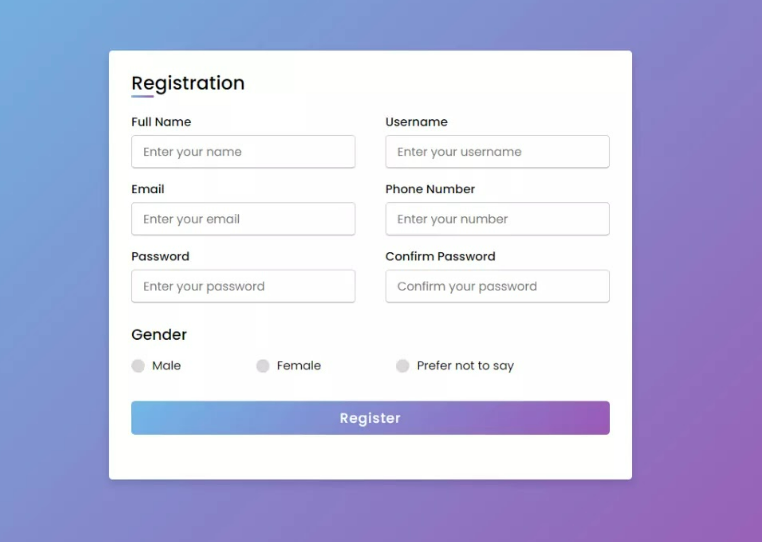 Registration
Full Name Username
Enter your name Enter your username
Email Phone Number
Enter your email Enter your number
Password Confirm Password
Enter your password Confirm your password
Gender
Male Female Prefer not to say
Register